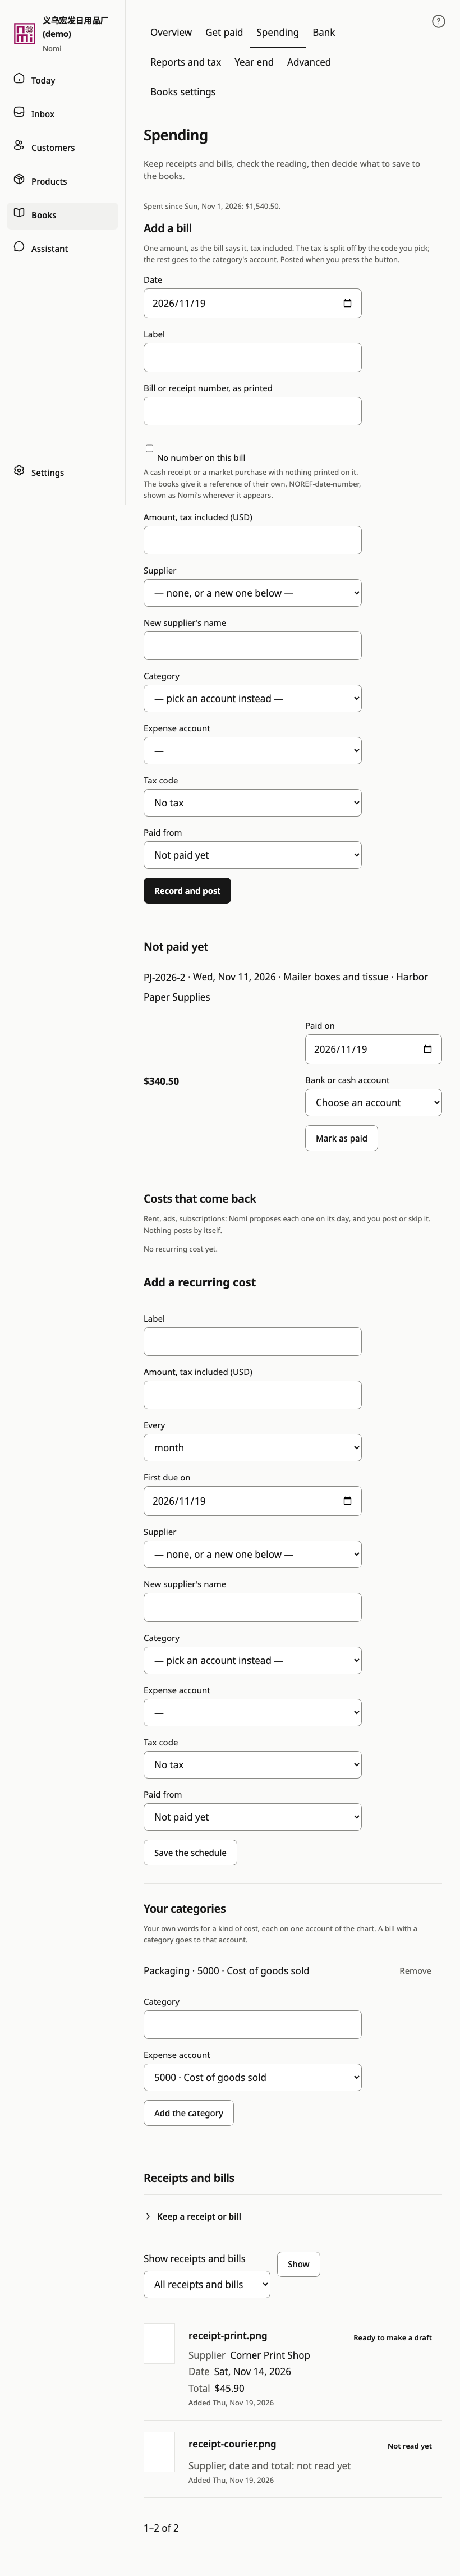 义乌宏发日用品厂
(demo)
Nomi
Today
Inbox
Customers
Products
Books
Assistant
Settings
?
Overview Get paid Spending Bank
Reports and tax Year end Advanced
Books settings
Spending
Keep receipts and bills, check the reading, then decide what to save to
the books.
Spent since Sun, Nov 1, 2026: $1,540.50.
Add a bill
One amount, as the bill says it, tax included. The tax is split off by the code you pick;
the rest goes to the category's account. Posted when you press the button.
Date
2026/11/19
Label
Bill or receipt number, as printed
No number on this bill
A cash receipt or a market purchase with nothing printed on it.
The books give it a reference of their own, NOREF-date-number,
shown as Nomi's wherever it appears.
Amount, tax included (USD)
Supplier
— none, or a new one below —
New supplier's name
Category
— pick an account instead —
Expense account
—
Tax code
No tax
Paid from
Not paid yet
Record and post
Not paid yet
PJ-2026-2 · Wed, Nov 11, 2026 · Mailer boxes and tissue · Harbor
Paper Supplies
$340.50
Paid on
2026/11/19
Bank or cash account
Choose an account
Mark as paid
Costs that come back
Rent, ads, subscriptions: Nomi proposes each one on its day, and you post or skip it.
Nothing posts by itself.
No recurring cost yet.
Add a recurring cost
Label
Amount, tax included (USD)
Every
month
First due on
2026/11/19
Supplier
— none, or a new one below —
New supplier's name
Category
— pick an account instead —
Expense account
—
Tax code
No tax
Paid from
Not paid yet
Save the schedule
Your categories
Your own words for a kind of cost, each on one account of the chart. A bill with a
category goes to that account.
Packaging · 5000 · Cost of goods sold Remove
Category
Expense account
5000 · Cost of goods sold
Add the category
Receipts and bills
Keep a receipt or bill
Show receipts and bills
All receipts and bills
Show
receipt-print.png Ready to make a draft
Supplier Corner Print Shop
Date Sat, Nov 14, 2026
Total $45.90
Added Thu, Nov 19, 2026
receipt-courier.png Not read yet
Supplier, date and total: not read yet
Added Thu, Nov 19, 2026
1–2 of 2